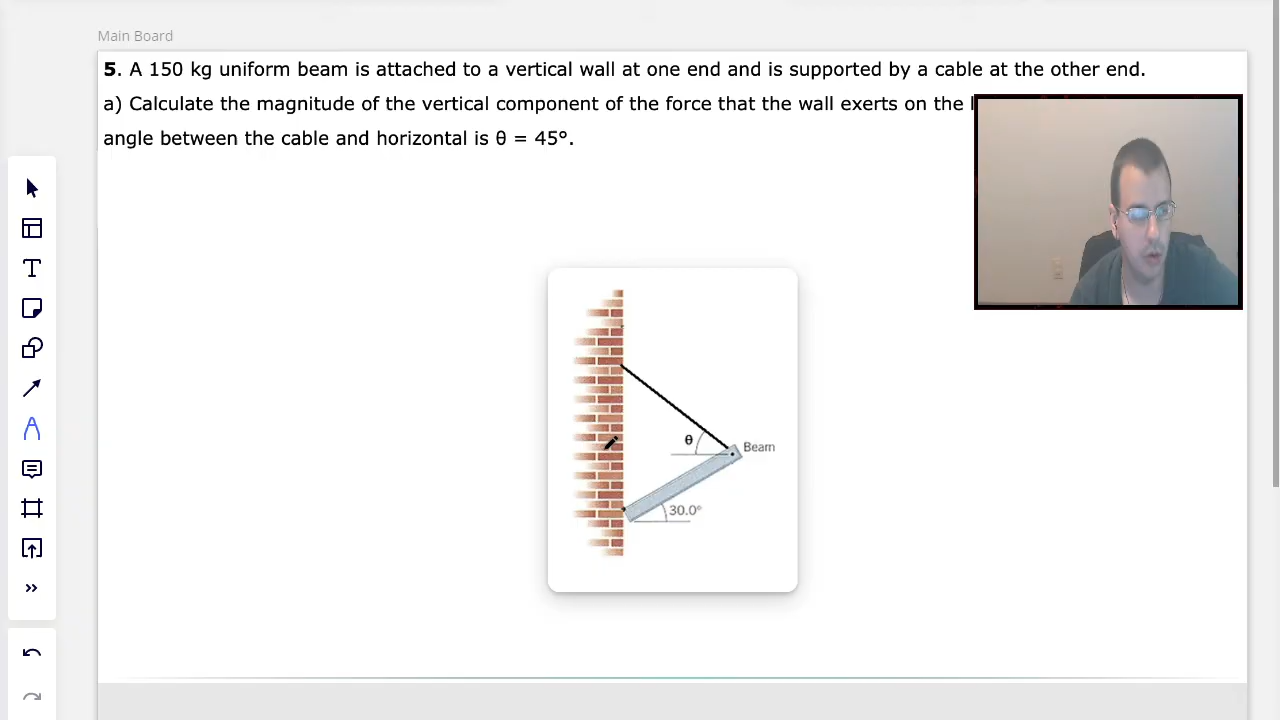 Main Board
5. A 150 kg uniform beam is attached to a vertical wall at one end and is supported by a cable at the other end.
a) Calculate the magnitude of the vertical component of the force that the wall exerts on the
angle between the cable and horizontal is θ = 45°.
θ
Beam
30.0°